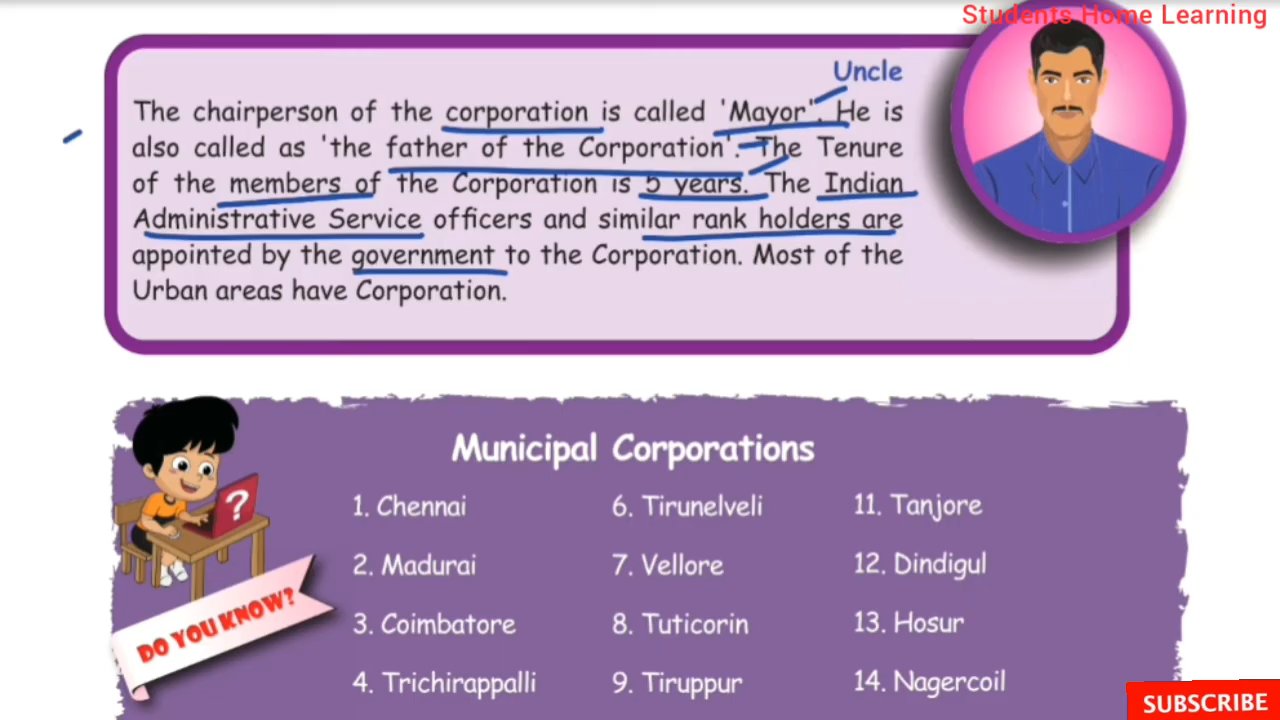 Students Home Learning
Uncle
The chairperson of the corporation is called 'Mayor'. He is
also called as 'the father of the Corporation'. The Tenure
of the members of the Corporation is 5 years. The Indian
Administrative Service officers and similar rank holders are
appointed by the government to the Corporation. Most of the
Urban areas have Corporation.
?
DO YOU KNOW?
Municipal Corporations
1. Chennai
2. Madurai
3. Coimbatore
4. Trichirappalli
6. Tirunelveli
7. Vellore
8. Tuticorin
9. Tiruppur
11. Tanjore
12. Dindigul
13. Hosur
14. Nagercoil
SUBSCRIBE